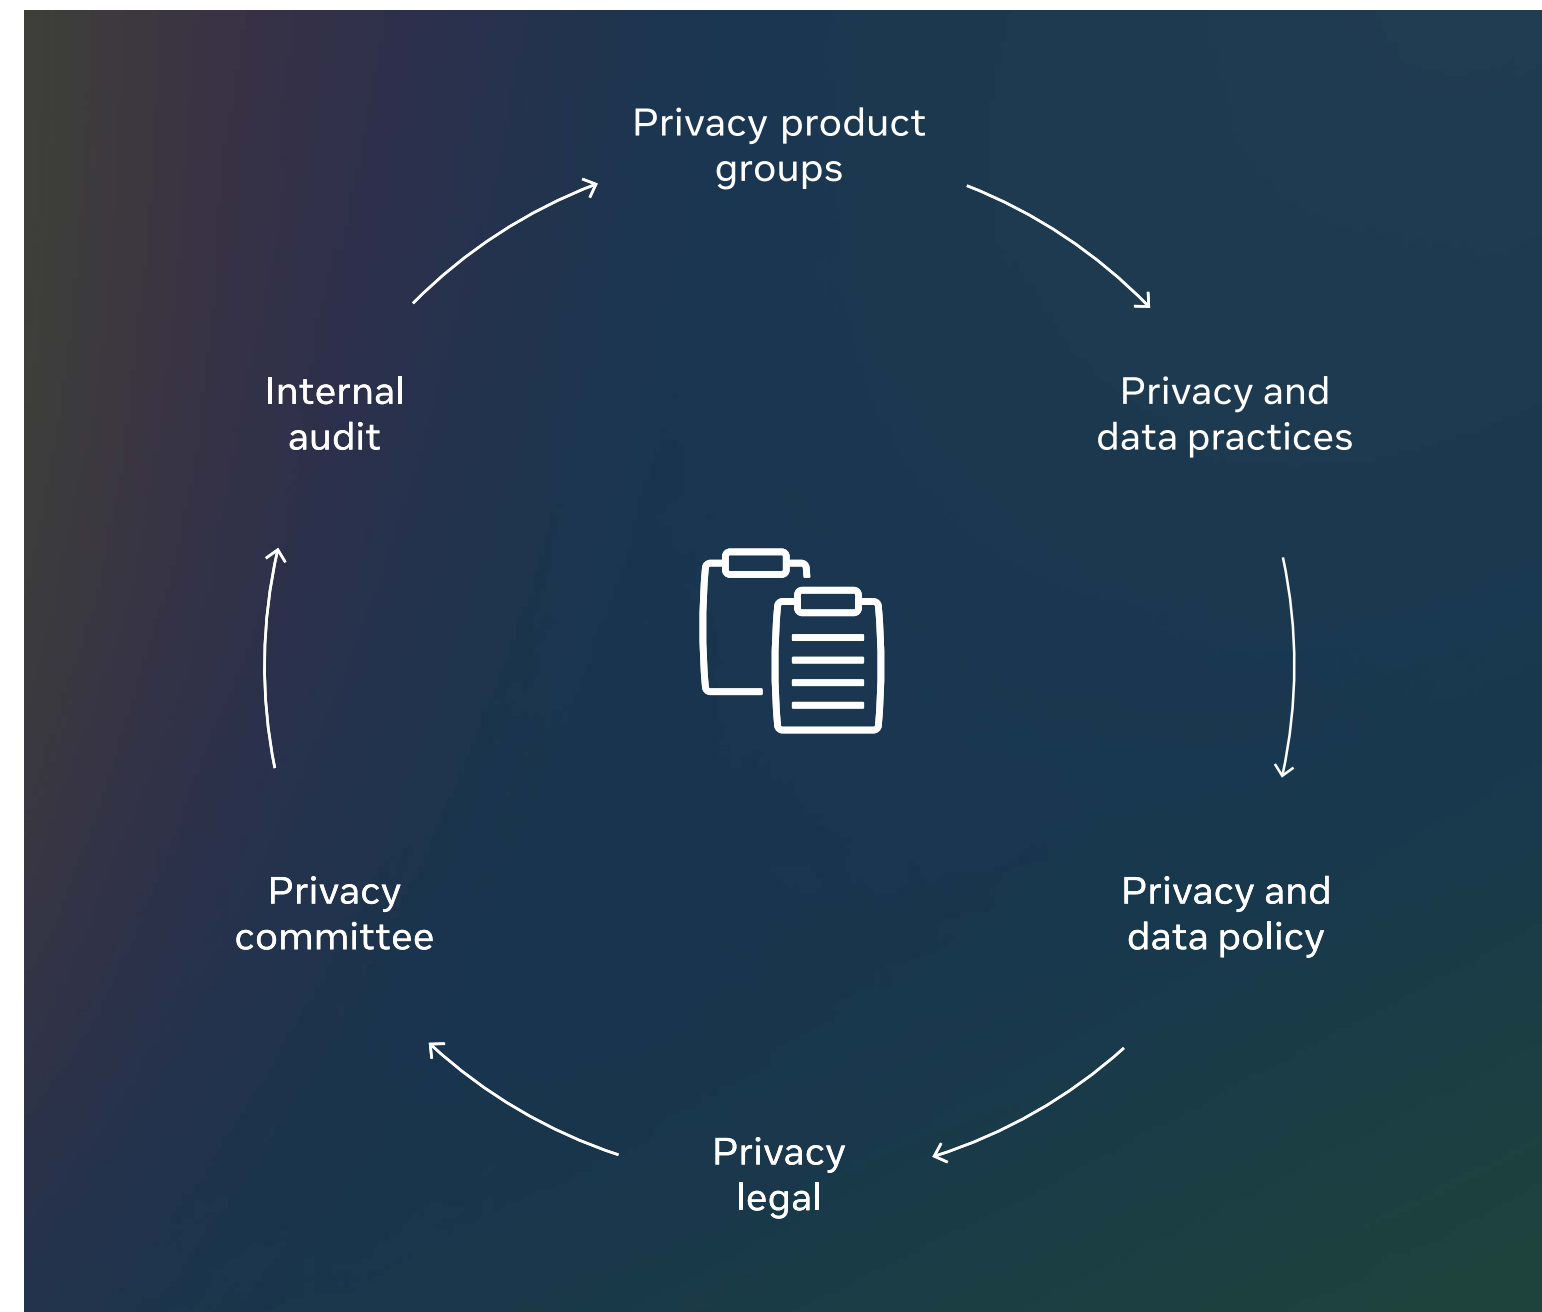 Privacy product
groups
Privacy and
data practices
Privacy and
data policy
Privacy
legal
Privacy
committee
Internal
audit